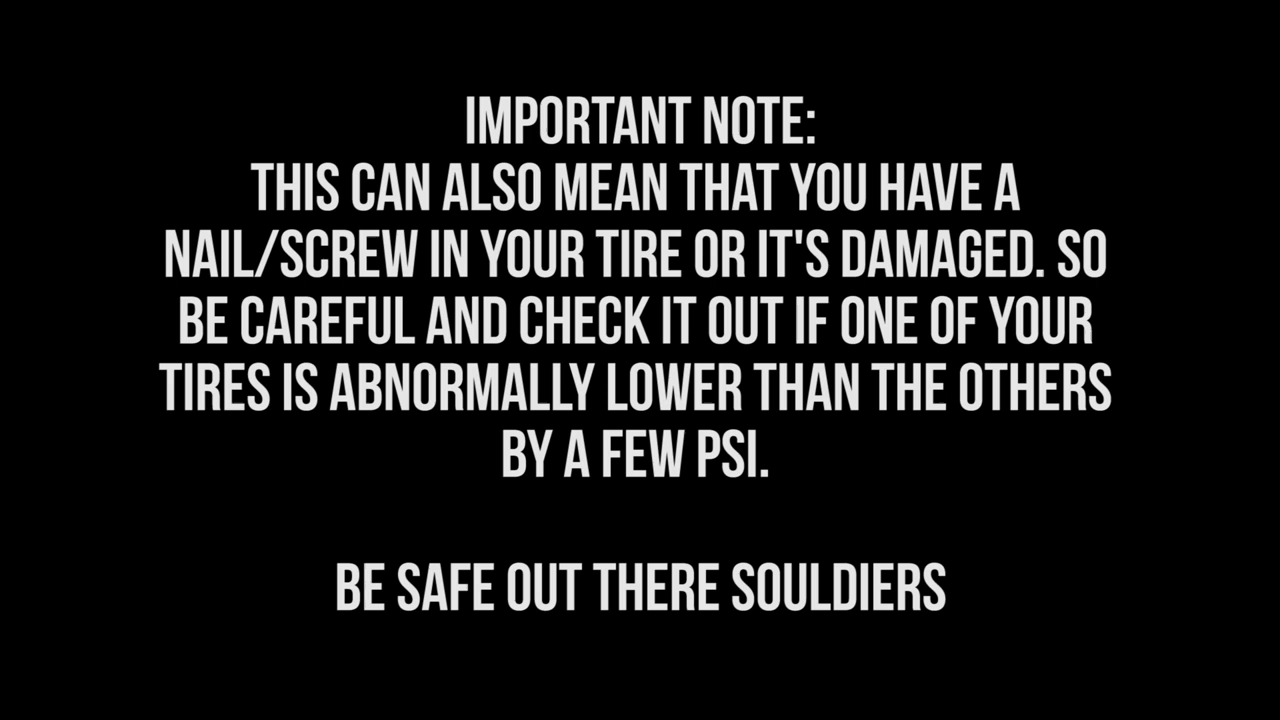 IMPORTANT NOTE:
THIS CAN ALSO MEAN THAT YOU HAVE A
NAIL/SCREW IN YOUR TIRE OR IT'S DAMAGED. SO
BE CAREFUL AND CHECK IT OUT IF ONE OF YOUR
TIRES IS ABNORMALLY LOWER THAN THE OTHERS
BY A FEW PSI.
BE SAFE OUT THERE SOULDIERS